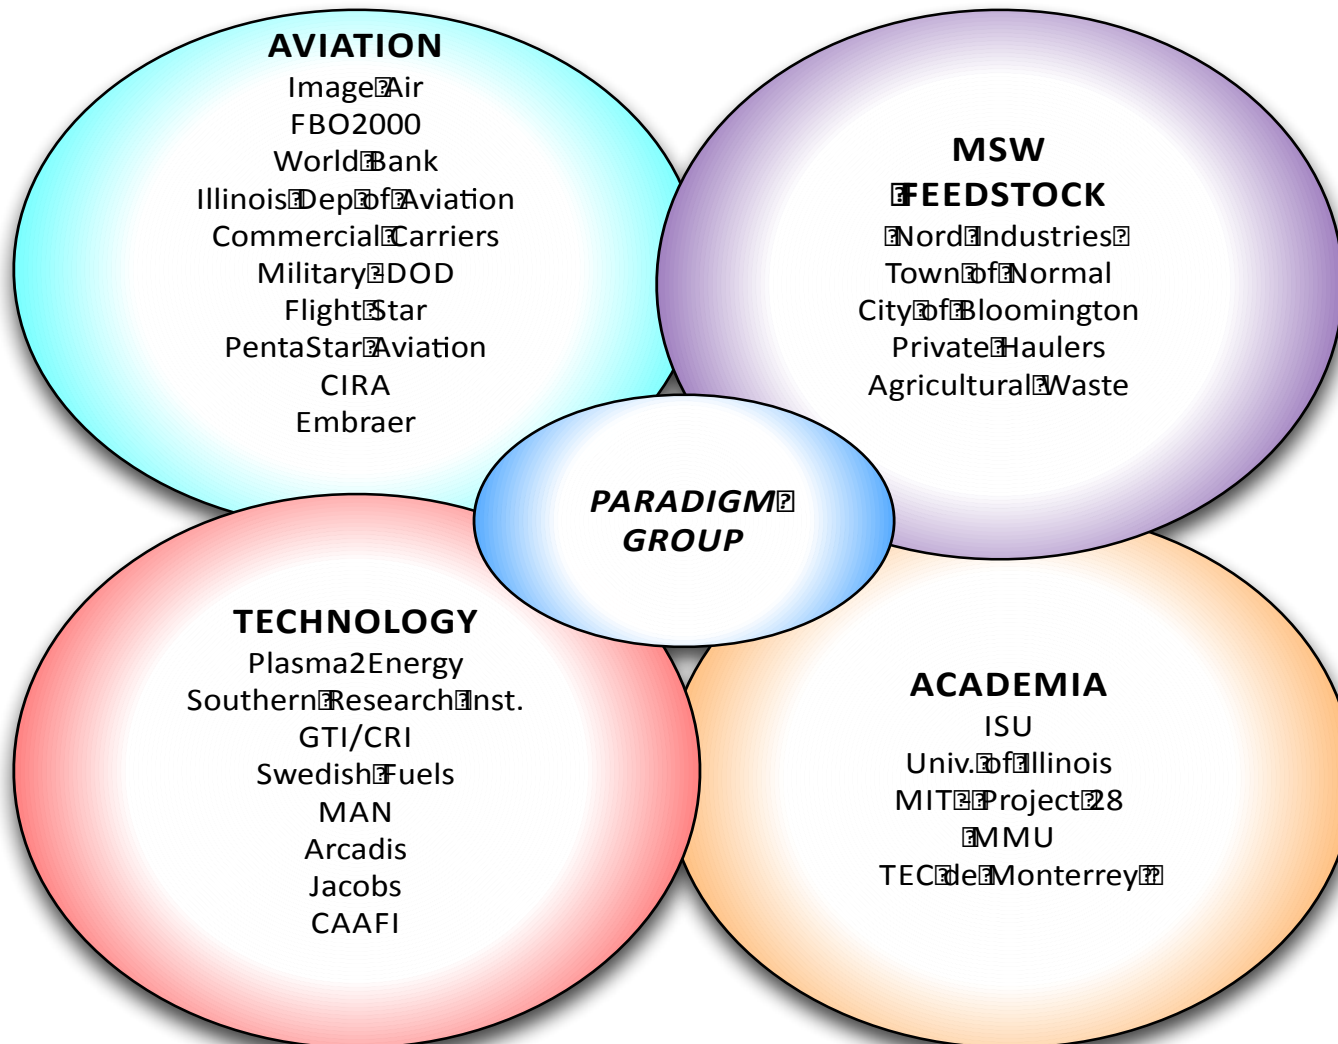 AVIATION
Image Air
FBO2000
World Bank
Illinois Dep of Aviation
Commercial Carriers
Military -DOD
Flight Star
PentaStar Aviation
CIRA
Embraer
MSW
FEEDSTOCK
Nord Industries
Town of Normal
City of Bloomington
Private Haulers
Agricultural Waste
PARADIGM
GROUP
TECHNOLOGY
Plasma2Energy
Southern Research Inst.
GTI/CRI
Swedish Fuels
MAN
Arcadis
Jacobs
CAAFI
ACADEMIA
ISU
Univ. of Illinois
MIT - Project 28
MMU
TEC de Monterrey